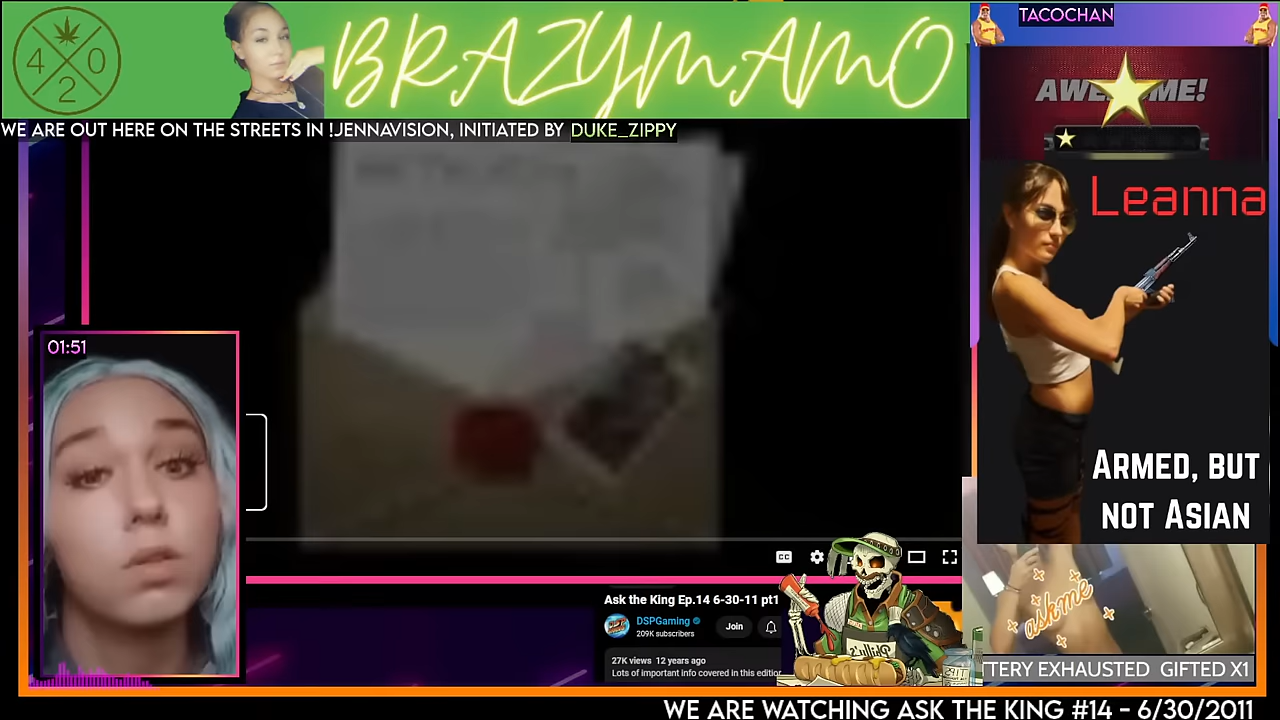 4 20
BRAZYMAMO
TACOCHAN
AWESOME!
WE ARE OUT HERE ON THE STREETS IN !JENNAVISION, INITIATED BY DUKE_ZIPPY
Leanna
01:51
ARMED, BUT
NOT ASIAN
CC
askme
Ask the King Ep.14 6-30-11 pt1
DSPGaming
209K subscribers
Join
27K views 12 years ago
Lots of important info covered in this edition
TTERY EXHAUSTED GIFTED X1
WE ARE WATCHING ASK THE KING #14 - 6/30/2011